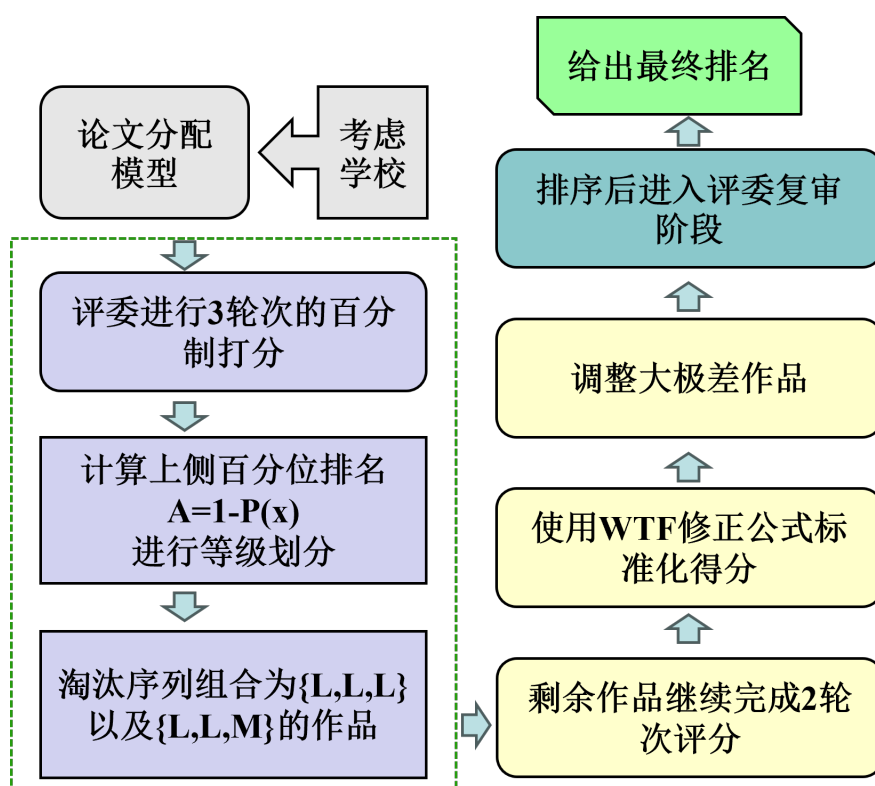 论文分配
模型
考虑
学校
评委进行3轮次的百分
制打分
计算上侧百分位排名
A=1-P(x)
进行等级划分
淘汰序列组合为{L,L,L}
以及{L,L,M}的作品
剩余作品继续完成2轮
次评分
使用WTF修正公式标
准化得分
调整大极差作品
排序后进入评委复审
阶段
给出最终排名